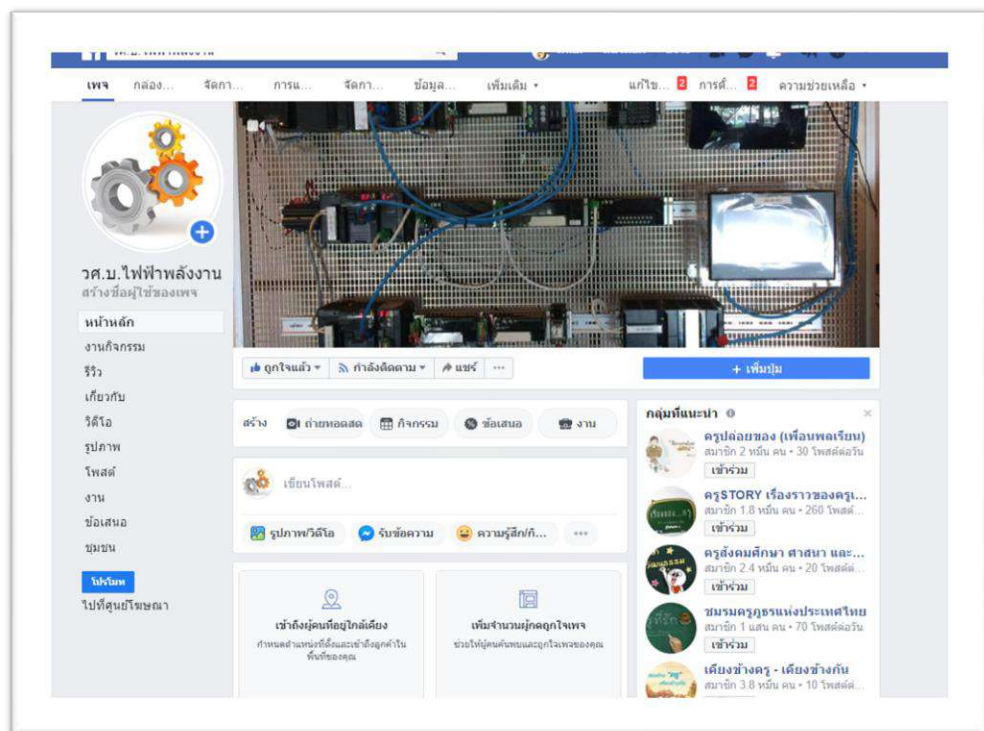 เพจ กล่อง... จัดกา... การแ... จัดกา... ข้อมูล... เพิ่มเติม แก้ไข... 2 การตั้... 2 ความช่วยเหลือ
วศ.บ.ไฟฟ้าพลังงาน
สร้างชื่อผู้ใช้ของเพจ
หน้าหลัก
งานกิจกรรม
รีวิว
เกี่ยวกับ
วิดีโอ
รูปภาพ
โพสต์
งาน
ข้อเสนอ
ชุมชน
โปรโมท
ไปที่ศูนย์โฆษณา
ถูกใจแล้ว กำลังติดตาม แชร์ ...
+ เพิ่มปุ่ม
สร้าง ถ่ายทอดสด กิจกรรม ข้อเสนอ งาน
เขียนโพสต์...
รูปภาพ/วิดีโอ รับข้อความ ความรู้สึก/กิ... ...
เข้าถึงผู้คนที่อยู่ใกล้เคียง
กำหนดตำแหน่งที่ตั้งและเข้าถึงลูกค้าใน
พื้นที่ของคุณ
เพิ่มจำนวนผู้กดถูกใจเพจ
ช่วยให้ผู้คนค้นพบและถูกใจเพจของคุณ
กลุ่มที่แนะนำ
ครูปล่อยของ (เพื่อนพลเรียน)
สมาชิก 2 หมื่น คน • 30 โพสต์ต่อวัน
เข้าร่วม
ครูSTORY เรื่องราวของครูเ...
สมาชิก 1.8 หมื่น คน • 260 โพสต์...
เข้าร่วม
ครูสังคมศึกษา ศาสนา และ...
สมาชิก 2.4 หมื่น คน • 20 โพสต์ต่...
เข้าร่วม
ชมรมครูภูธรแห่งประเทศไทย
สมาชิก 1 แสน คน • 70 โพสต์ต่อวัน
เข้าร่วม
เคียงข้างครู - เคียงข้างกัน
สมาชิก 3.8 หมื่น คน • 10 โพสต์ต่...